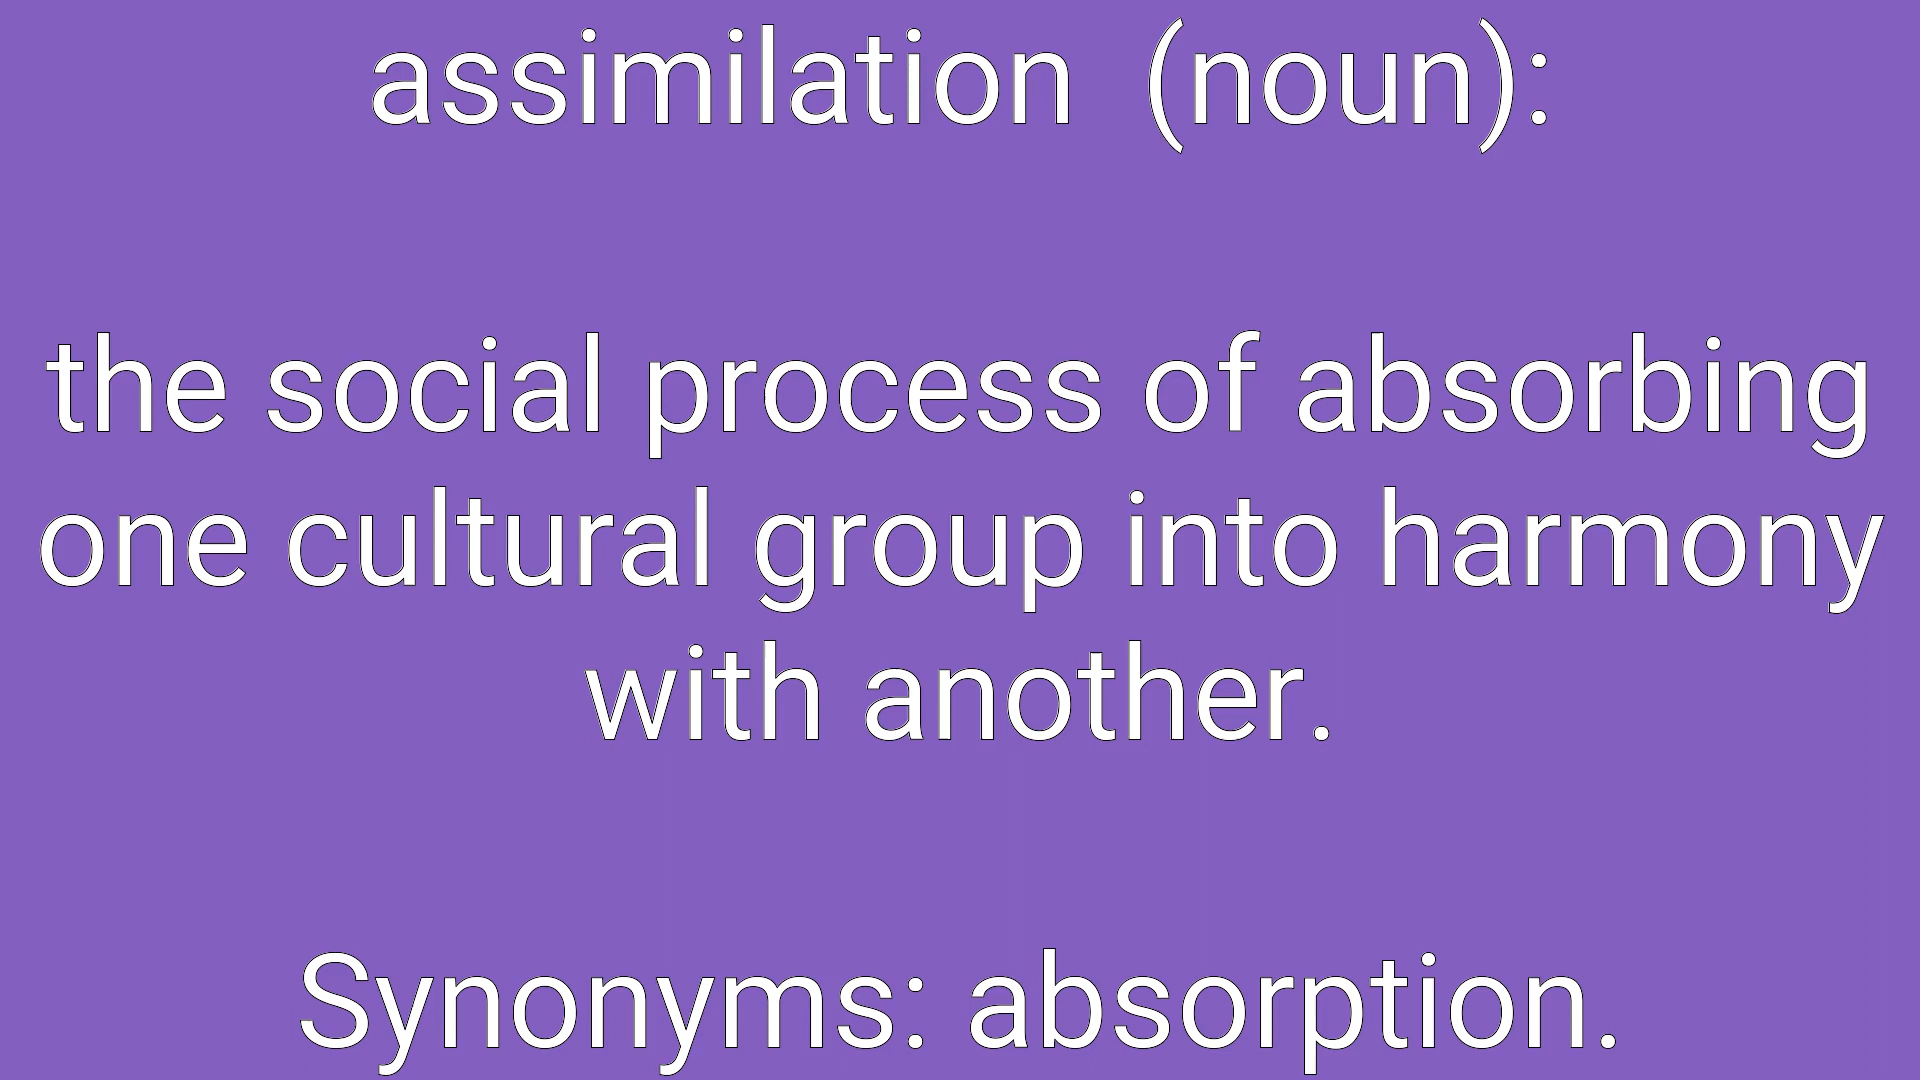 assimilation (noun):
the social process of absorbing
one cultural group into harmony
with another.
Synonyms: absorption.